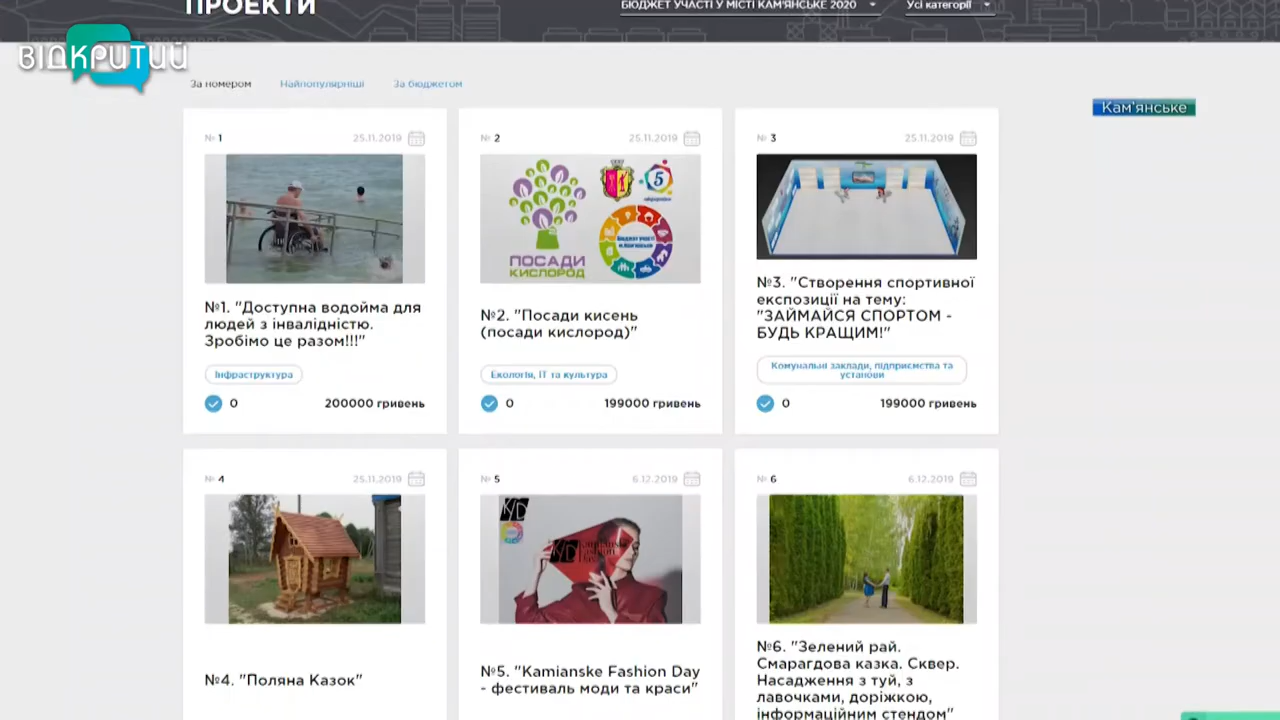 ПРОЕКТИ
БЮДЖЕТ УЧАСТІ У МІСТІ КАМ'ЯНСЬКЕ 2020
Усі категорії
ВІДКРИТИЙ
За номером
Найпопулярніші
За бюджетом
Кам'янське
№ 1
25.11.2019
№1. "Доступна водойма для
людей з інвалідністю.
Зробімо це разом!!!"
Інфраструктура
0
200000 гривень
№ 2
25.11.2019
5
ПОСАДИ
КИСЛОРОД
№2. "Посади кисень
(посади кислород)"
Екологія, ІТ та культура
0
199000 гривень
№ 3
25.11.2019
№3. "Створення спортивної
експозиції на тему:
"ЗАЙМАЙСЯ СПОРТОМ -
БУДЬ КРАЩИМ!"
Комунальні заклади, підприємства та
установи
0
199000 гривень
№ 4
25.11.2019
№4. "Поляна Казок"
№ 5
6.12.2019
K/D
K/D
Kamianske
Fashion
Day
№5. "Kamianske Fashion Day
- фестиваль моди та краси"
№ 6
6.12.2019
№6. "Зелений рай.
Смарагдова казка. Сквер.
Насадження з туй, з
лавочками, доріжкою,
інформаційним стендом"